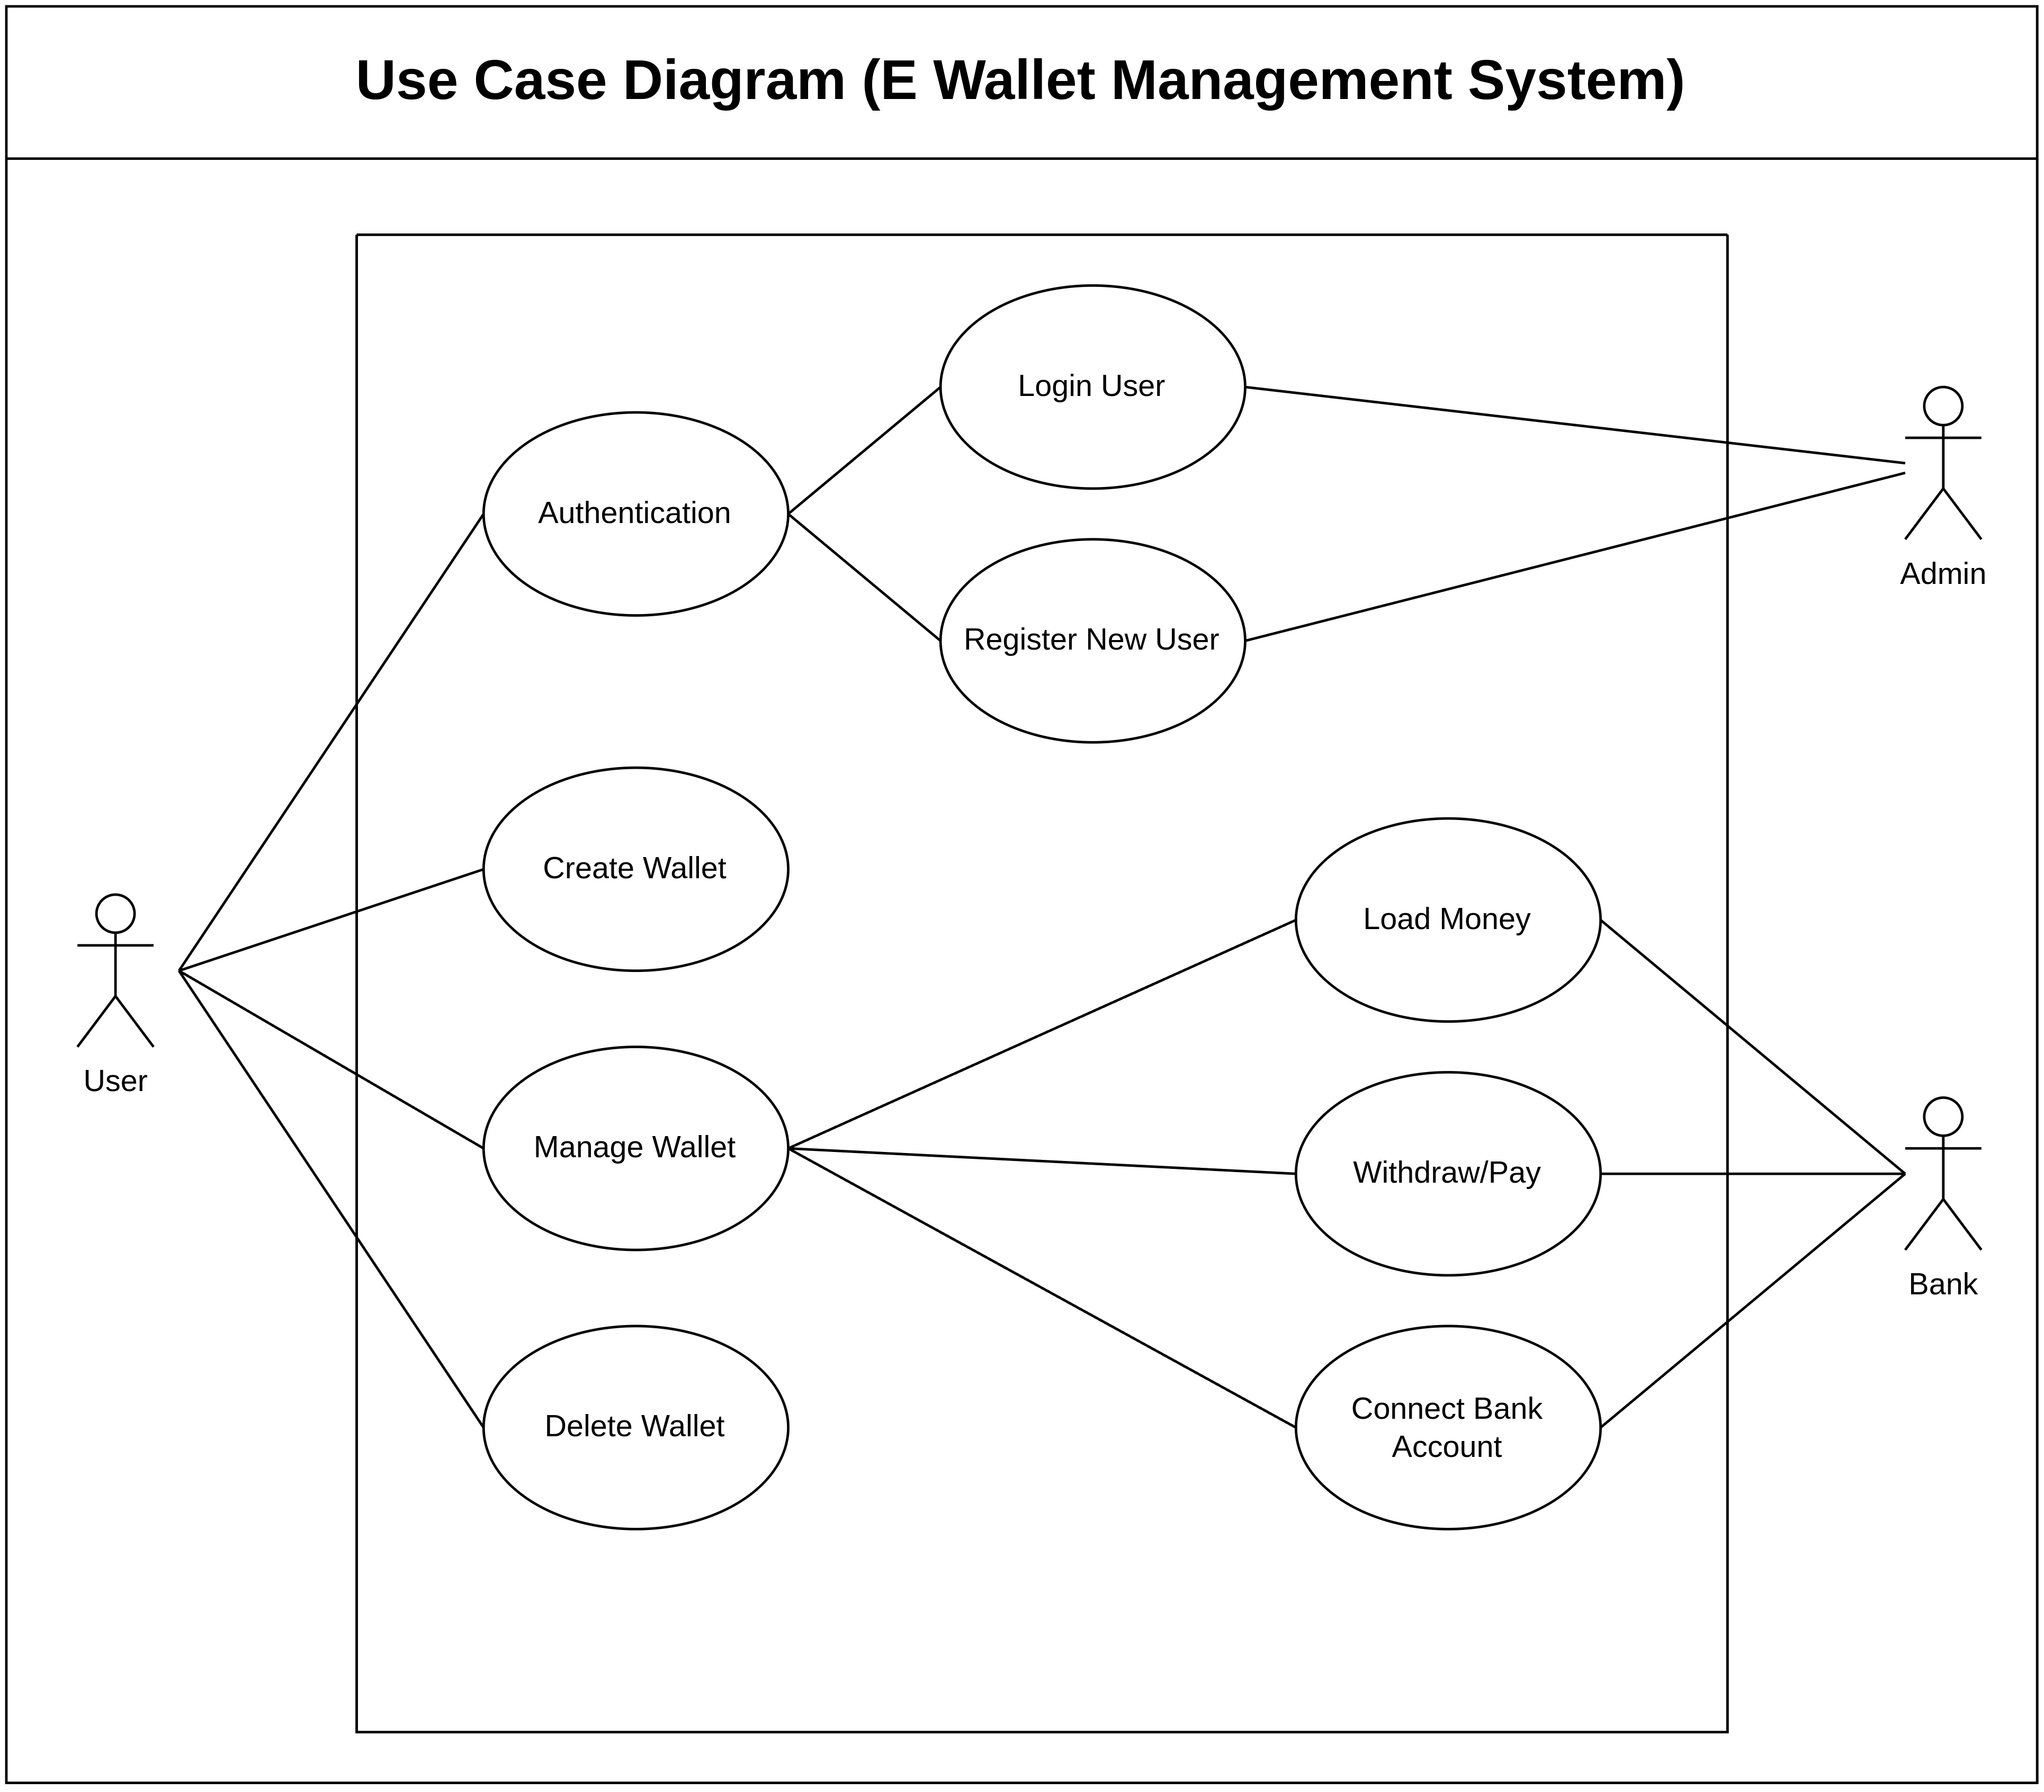 Use Case Diagram (E Wallet Management System)
Login User
Authentication
Admin
Register New User
Create Wallet
Load Money
User
Manage Wallet
Withdraw/Pay
Bank
Delete Wallet
Connect Bank
Account